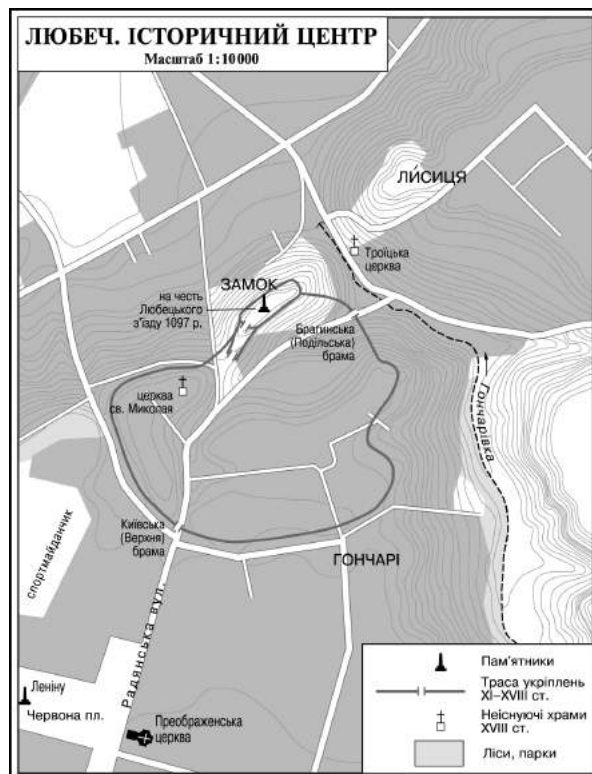 ЛЮБЕЧ. ІСТОРИЧНИЙ ЦЕНТР
Масштаб 1:10 000
ЛИСИЦЯ
Троїцька
церква
ЗАМОК
на честь
Любецького
з'їзду 1097 р.
Брагинська
(Подільська)
брама
церква
св. Миколая
Гончарівка
Київська
(Верхня)
брама
ГОНЧАРІ
спортмайданчик
Радянська вул.
Леніну
Червона пл.
Преображенська
церква
Пам'ятники
Траса укріплень
XI–XVIII ст.
Неіснуючі храми
XVIII ст.
Ліси, парки